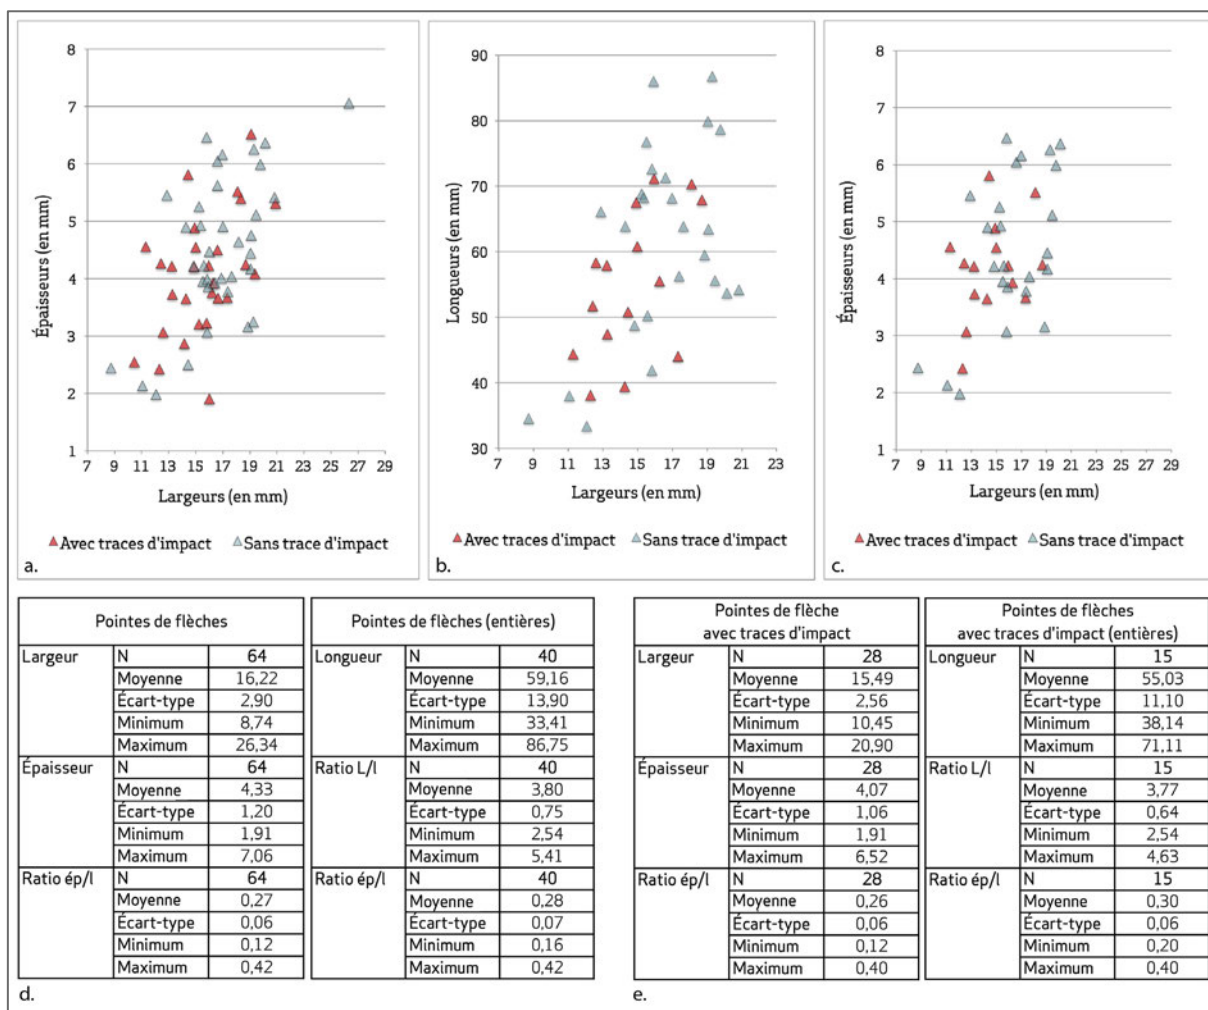 8
7
6
5
4
3
2
1
Épaisseurs (en mm)
7 9 11 13 15 17 19 21 23 25 27 29
Largeurs (en mm)
Avec traces d'impact Sans trace d'impact
a.
90
80
70
60
50
40
30
Longueurs (en mm)
7 9 11 13 15 17 19 21 23
Largeurs (en mm)
Avec traces d'impact Sans trace d'impact
b.
8
7
6
5
4
3
2
1
Épaisseurs (en mm)
7 9 11 13 15 17 19 21 23 25 27 29
Largeurs (en mm)
Avec traces d'impact Sans trace d'impact
c.
Pointes de flèches
Largeur N 64
Moyenne 16,22
Écart-type 2,90
Minimum 8,74
Maximum 26,34
Épaisseur N 64
Moyenne 4,33
Écart-type 1,20
Minimum 1,91
Maximum 7,06
Ratio ép/l N 64
Moyenne 0,27
Écart-type 0,06
Minimum 0,12
Maximum 0,42
Pointes de flèches (entières)
Longueur N 40
Moyenne 59,16
Écart-type 13,90
Minimum 33,41
Maximum 86,75
Ratio L/l N 40
Moyenne 3,80
Écart-type 0,75
Minimum 2,54
Maximum 5,41
Ratio ép/l N 40
Moyenne 0,28
Écart-type 0,07
Minimum 0,16
Maximum 0,42
d.
Pointes de flèche
avec traces d'impact
Largeur N 28
Moyenne 15,49
Écart-type 2,56
Minimum 10,45
Maximum 20,90
Épaisseur N 28
Moyenne 4,07
Écart-type 1,06
Minimum 1,91
Maximum 6,52
Ratio ép/l N 28
Moyenne 0,26
Écart-type 0,06
Minimum 0,12
Maximum 0,40
Pointes de flèches
avec traces d'impact (entières)
Longueur N 15
Moyenne 55,03
Écart-type 11,10
Minimum 38,14
Maximum 71,11
Ratio L/l N 15
Moyenne 3,77
Écart-type 0,64
Minimum 2,54
Maximum 4,63
Ratio ép/l N 15
Moyenne 0,30
Écart-type 0,06
Minimum 0,20
Maximum 0,40
e.